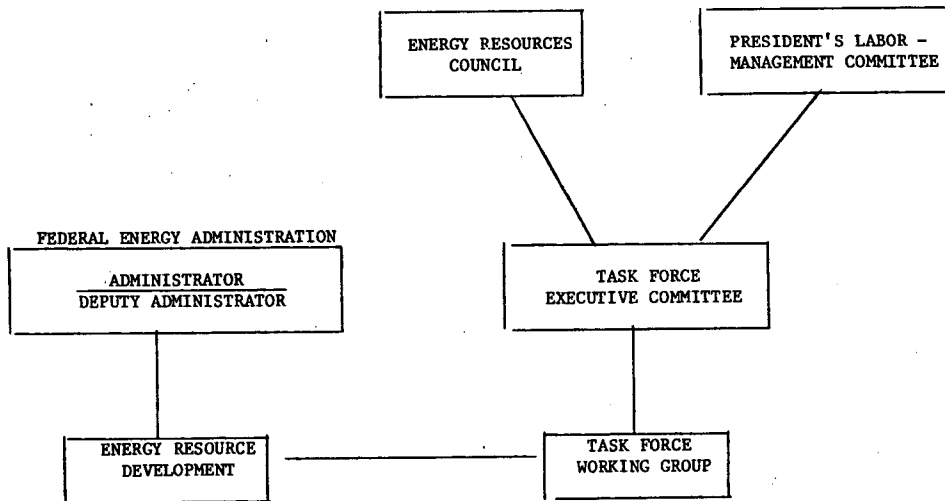 ENERGY RESOURCES
COUNCIL
PRESIDENT'S LABOR -
MANAGEMENT COMMITTEE
FEDERAL ENERGY ADMINISTRATION
ADMINISTRATOR
DEPUTY ADMINISTRATOR
TASK FORCE
EXECUTIVE COMMITTEE
ENERGY RESOURCE
DEVELOPMENT
TASK FORCE
WORKING GROUP